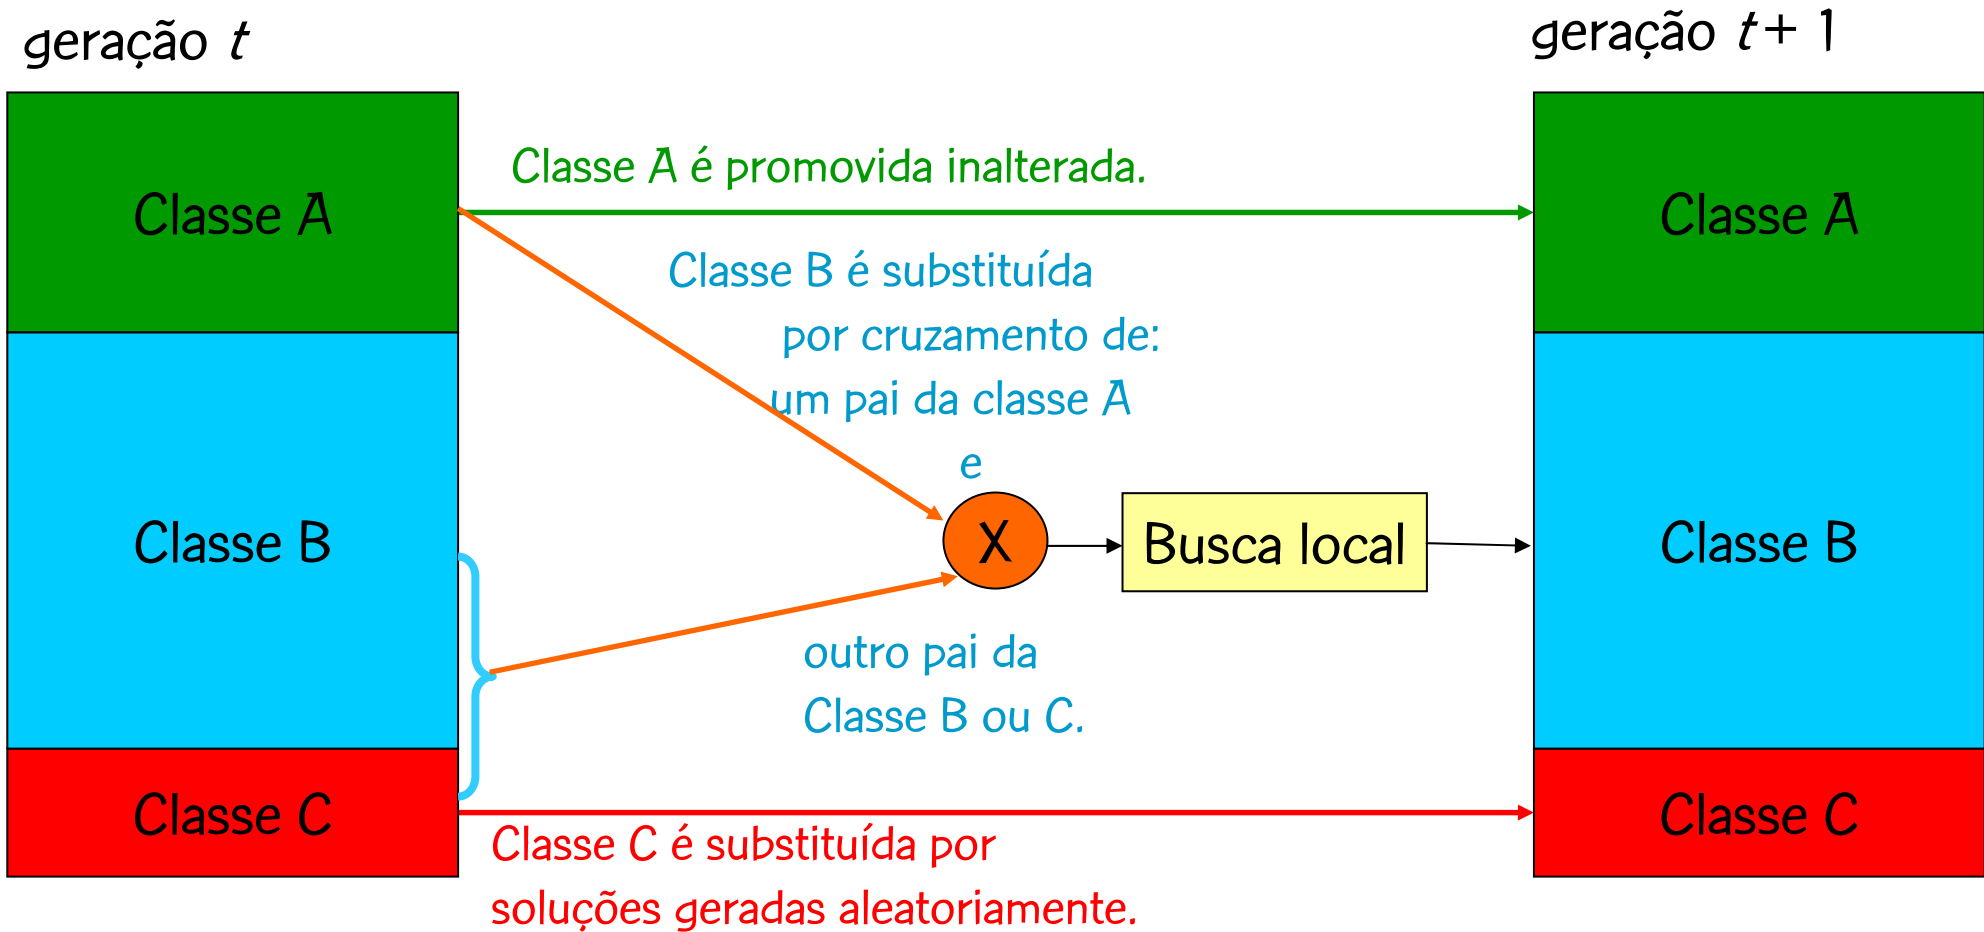 geração t
geração t + 1
Classe A é promovida inalterada.
Classe A
Classe A
Classe B é substituída
por cruzamento de:
um pai da classe A
e
Classe B
X
Busca local
Classe B
outro pai da
Classe B ou C.
Classe C
Classe C
Classe C é substituída por
soluções geradas aleatoriamente.